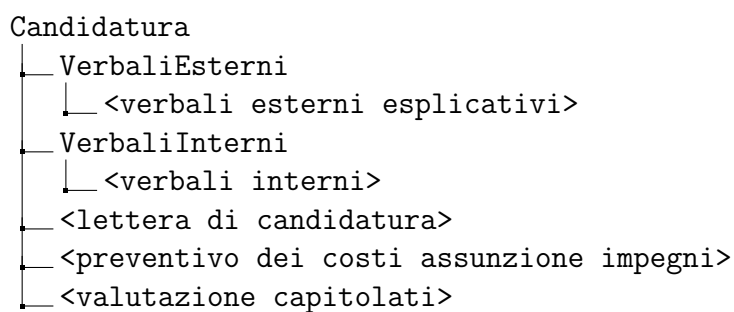 Candidatura
VerbaliEsterni
<verbali esterni esplicativi>
VerbaliInterni
<verbali interni>
<lettera di candidatura>
<preventivo dei costi assunzione impegni>
<valutazione capitolati>